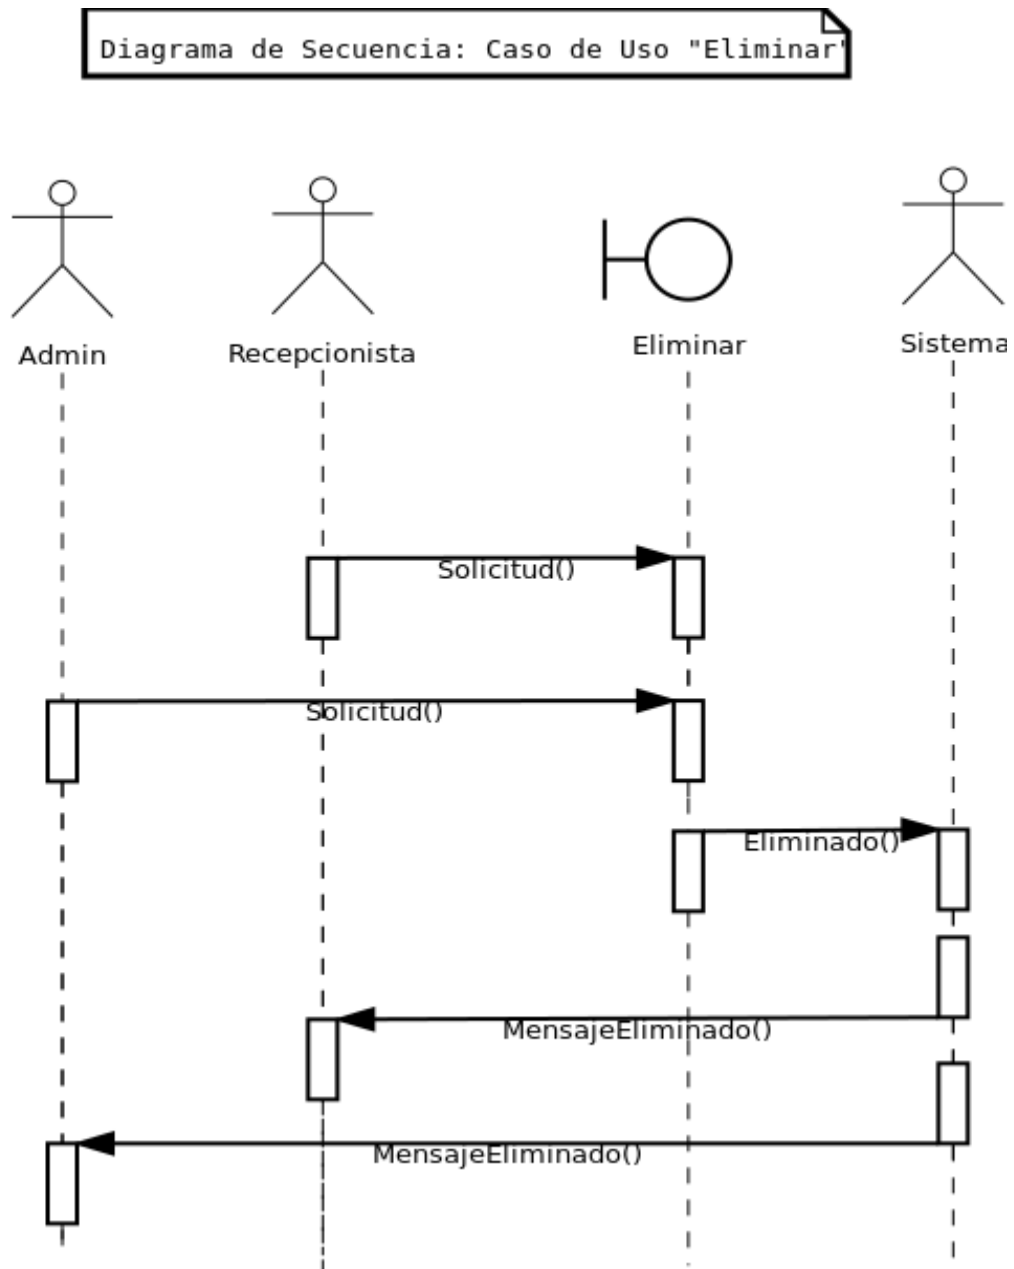 Diagrama de Secuencia: Caso de Uso "Eliminar"
Admin
Recepcionista
Eliminar
Sistema
Solicitud()
Solicitud()
Eliminado()
MensajeEliminado()
MensajeEliminado()